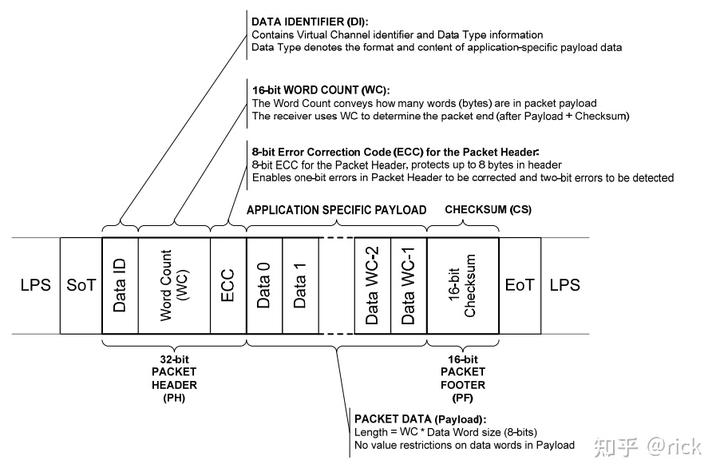 DATA IDENTIFIER (DI):
Contains Virtual Channel identifier and Data Type information
Data Type denotes the format and content of application-specific payload data
16-bit WORD COUNT (WC):
The Word Count conveys how many words (bytes) are in packet payload
The receiver uses WC to determine the packet end (after Payload + Checksum)
8-bit Error Correction Code (ECC) for the Packet Header:
8-bit ECC for the Packet Header, protects up to 8 bytes in header
Enables one-bit errors in Packet Header to be corrected and two-bit errors to be detected
APPLICATION SPECIFIC PAYLOAD
CHECKSUM (CS)
LPS
SoT
Data ID
Word Count
(WC)
ECC
Data 0
Data 1
Data WC-2
Data WC-1
16-bit
Checksum
EoT
LPS
32-bit
PACKET
HEADER
(PH)
16-bit
PACKET
FOOTER
(PF)
PACKET DATA (Payload):
Length = WC * Data Word size (8-bits)
No value restrictions on data words in Payload
知乎 @rick